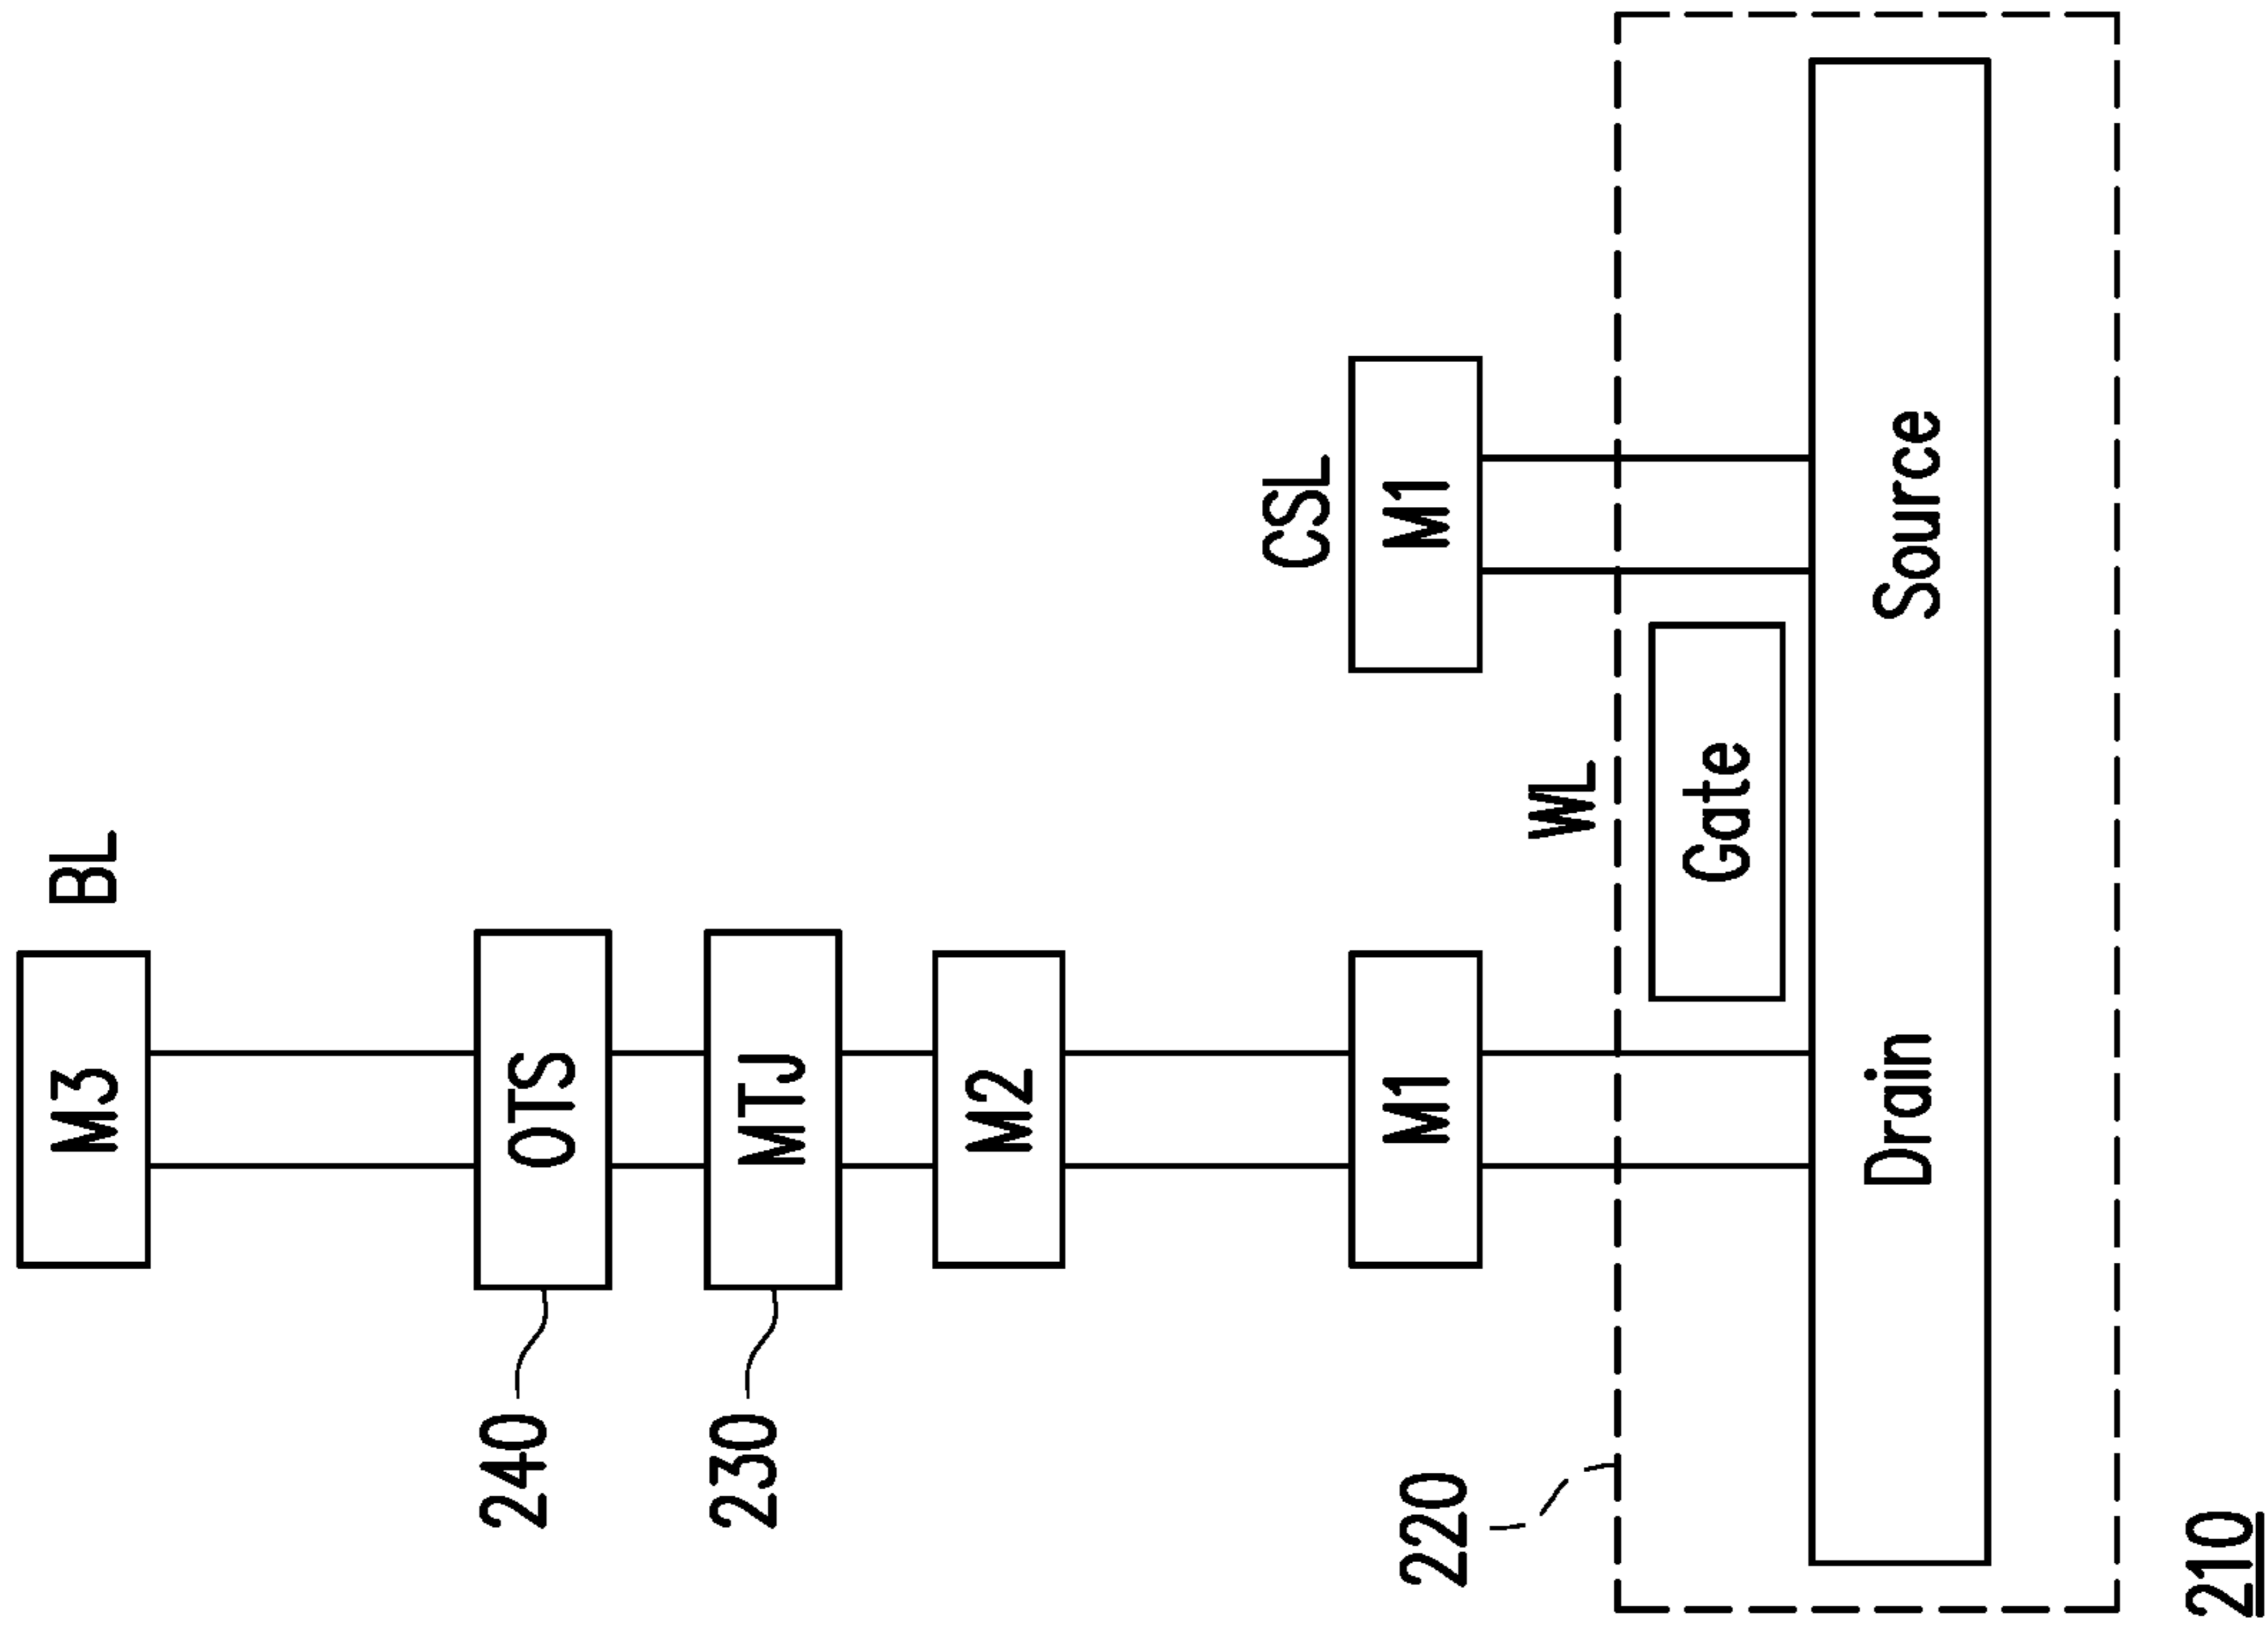 M3 BL
240 OTS
230 MTJ
M2
CSL
220 M1 M1
WL
Gate
Drain Source
210